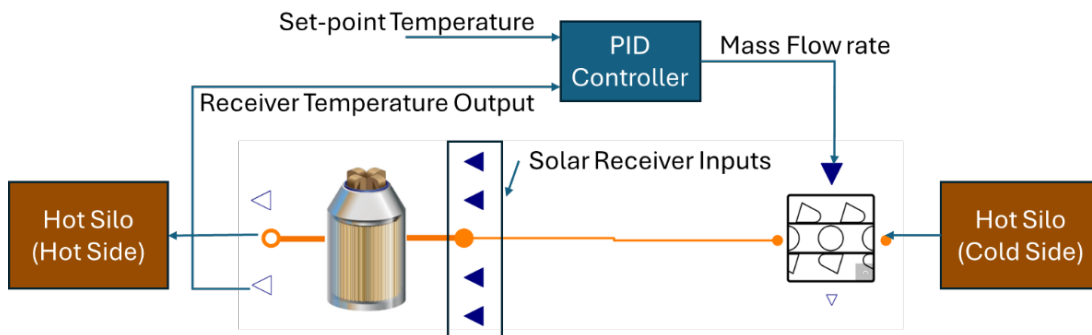 Set-point Temperature
PID
Controller
Mass Flow rate
Receiver Temperature Output
Solar Receiver Inputs
Hot Silo
(Hot Side)
Hot Silo
(Cold Side)